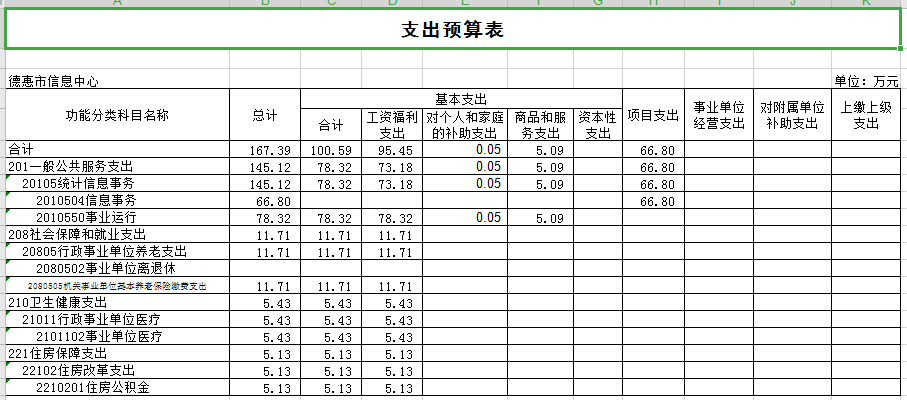 A B C D E F G H I J K
支出预算表
德惠市信息中心 单位：万元
功能分类科目名称 总计 基本支出 项目支出 事业单位经营支出 对附属单位补助支出 上缴上级支出
合计 工资福利支出 对个人和家庭的补助支出 商品和服务支出 资本性支出
合计 167.39 100.59 95.45 0.05 5.09 66.80
201一般公共服务支出 145.12 78.32 73.18 0.05 5.09 66.80
20105统计信息事务 145.12 78.32 73.18 0.05 5.09 66.80
2010504信息事务 66.80 66.80
2010550事业运行 78.32 78.32 78.32 0.05 5.09
208社会保障和就业支出 11.71 11.71 11.71
20805行政事业单位养老支出 11.71 11.71 11.71
2080502事业单位离退休
2080505机关事业单位基本养老保险缴费支出 11.71 11.71 11.71
210卫生健康支出 5.43 5.43 5.43
21011行政事业单位医疗 5.43 5.43 5.43
2101102事业单位医疗 5.43 5.43 5.43
221住房保障支出 5.13 5.13 5.13
22102住房改革支出 5.13 5.13 5.13
2210201住房公积金 5.13 5.13 5.13